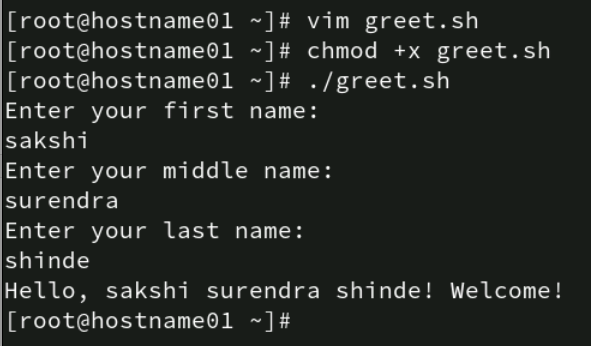 [root@hostname01 ~]# vim greet.sh
[root@hostname01 ~]# chmod +x greet.sh
[root@hostname01 ~]# ./greet.sh
Enter your first name:
sakshi
Enter your middle name:
surendra
Enter your last name:
shinde
Hello, sakshi surendra shinde! Welcome!
[root@hostname01 ~]#